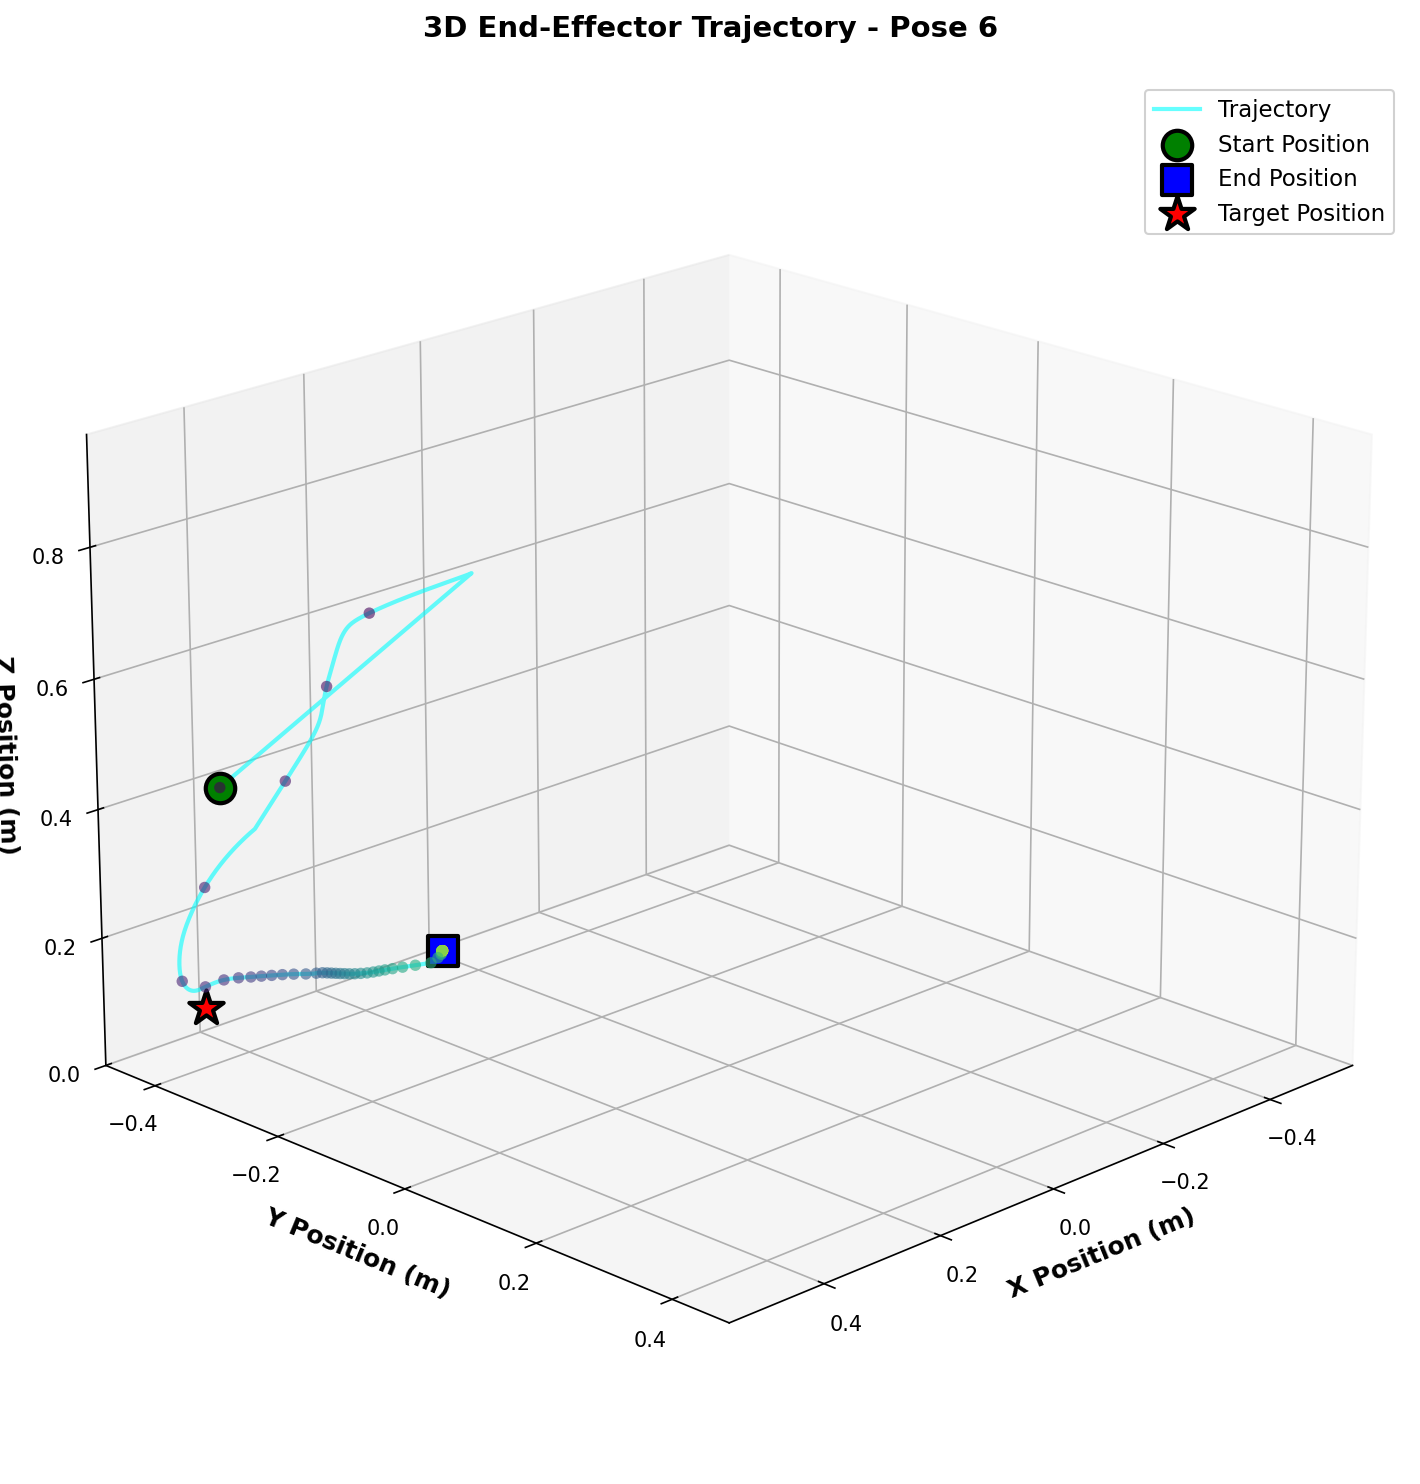 3D End-Effector Trajectory - Pose 6
Trajectory
Start Position
End Position
Target Position
0.8
0.6
0.4
0.2
0.0
Z Position (m)
−0.4
−0.2
0.0
0.2
0.4
Y Position (m)
−0.4
−0.2
0.0
0.2
0.4
X Position (m)